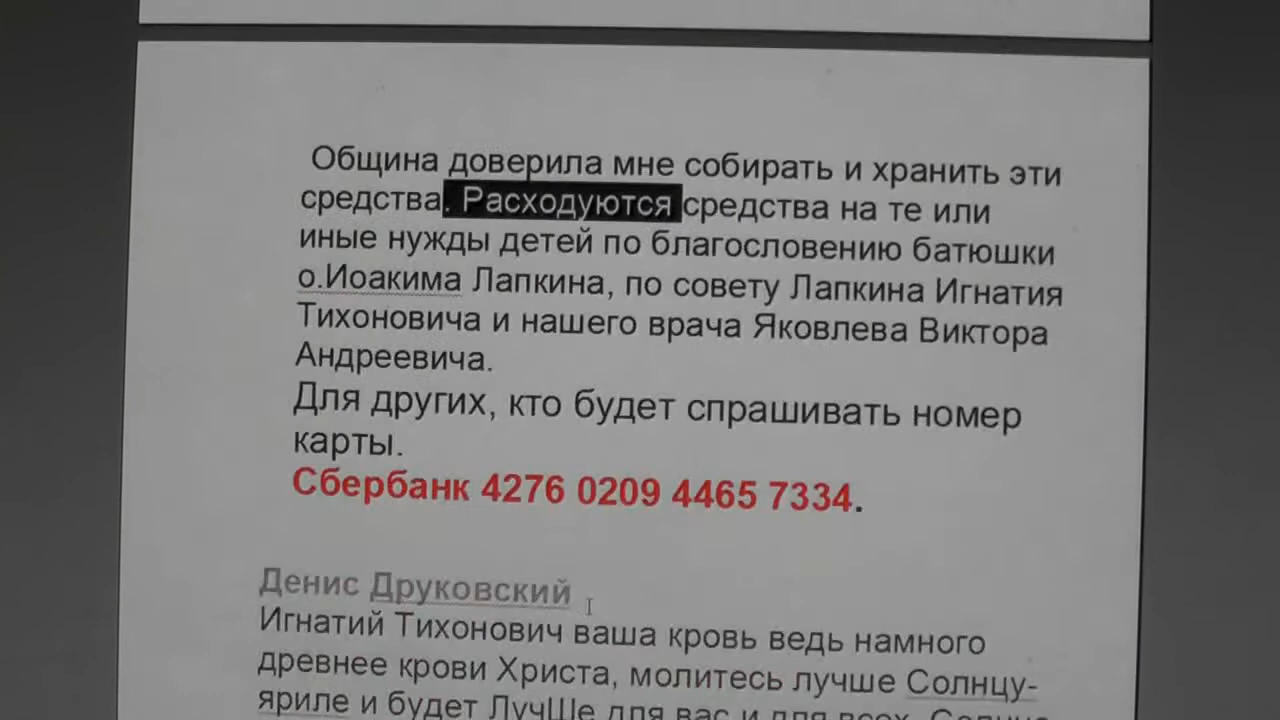 Община доверила мне собирать и хранить эти
средства. Расходуются средства на те или
иные нужды детей по благословению батюшки
о.Иоакима Лапкина, по совету Лапкина Игнатия
Тихоновича и нашего врача Яковлева Виктора
Андреевича.
Для других, кто будет спрашивать номер
карты.
Сбербанк 4276 0209 4465 7334.
Денис Друковский
Игнатий Тихонович ваша кровь ведь намного
древнее крови Христа, молитесь лучше Солнцу-
яриле и будет ЛучШе для вас и для всех.